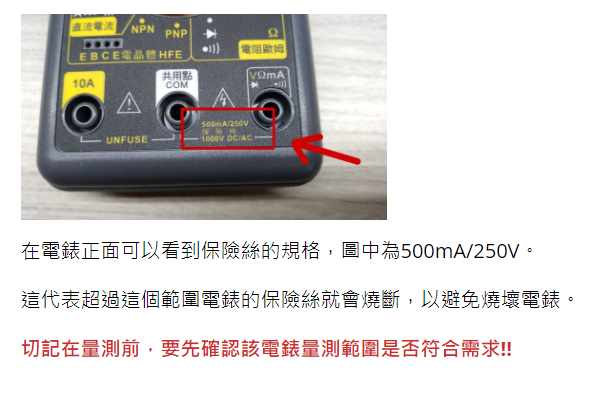 直流電流
NPN PNP
Ω
電阻歐姆
E B C E 電晶體 HFE
10A
共用點
COM
VΩmA
500mA/250V
保險絲
UNFUSE
1000V DC/AC
在電錶正面可以看到保險絲的規格，圖中為500mA/250V。
這代表超過這個範圍電錶的保險絲就會燒斷，以避免燒壞電錶。
切記在量測前，要先確認該電錶量測範圍是否符合需求!!